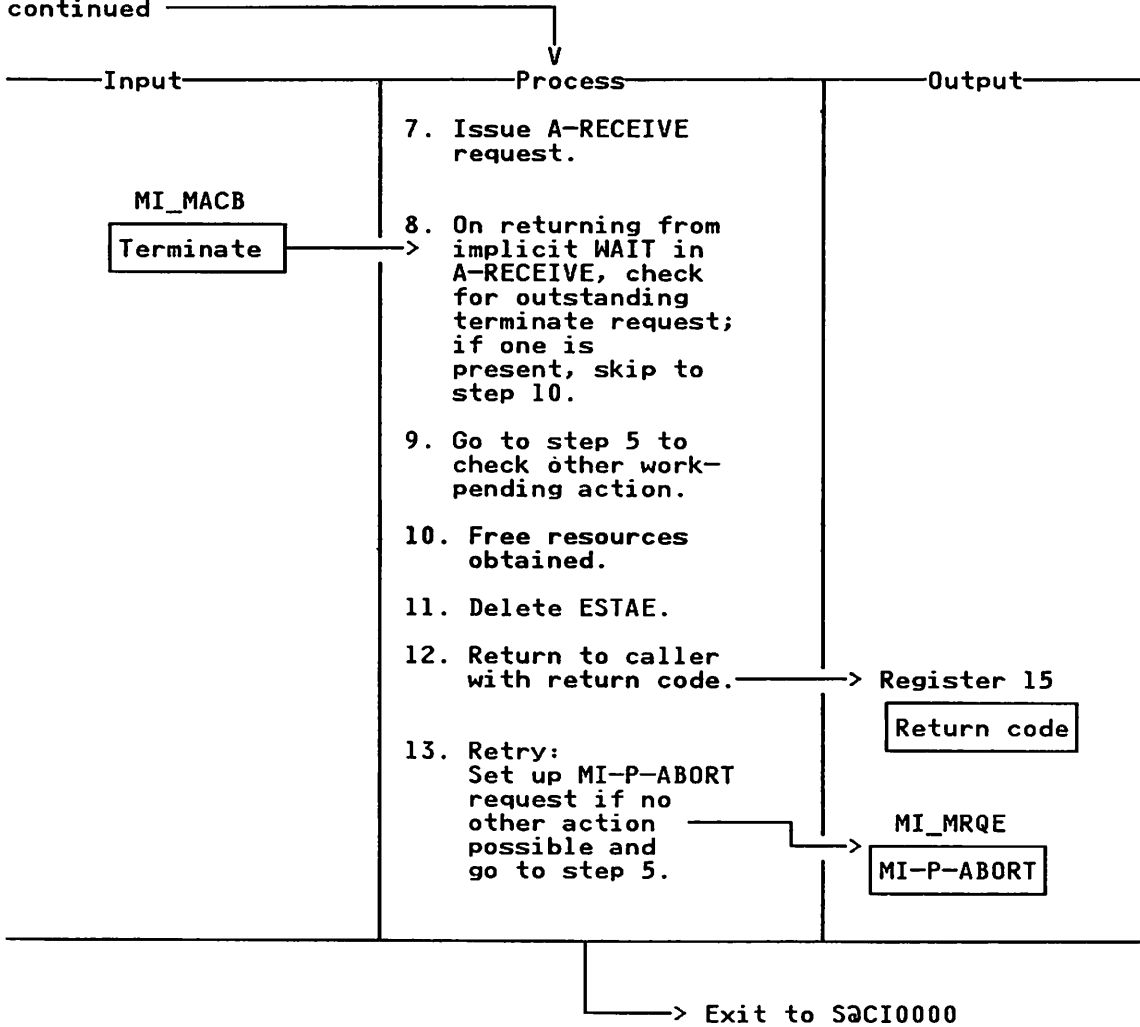 continued
V
Input Process Output
7. Issue A-RECEIVE
request.
MI_MACB
Terminate
>
8. On returning from
implicit WAIT in
A-RECEIVE, check
for outstanding
terminate request;
if one is
present, skip to
step 10.
9. Go to step 5 to
check other work-
pending action.
10. Free resources
obtained.
11. Delete ESTAE.
12. Return to caller
with return code.
> Register 15
Return code
13. Retry:
Set up MI-P-ABORT
request if no
other action
possible and
go to step 5.
MI_MRQE
>
MI-P-ABORT
> Exit to S@CI0000